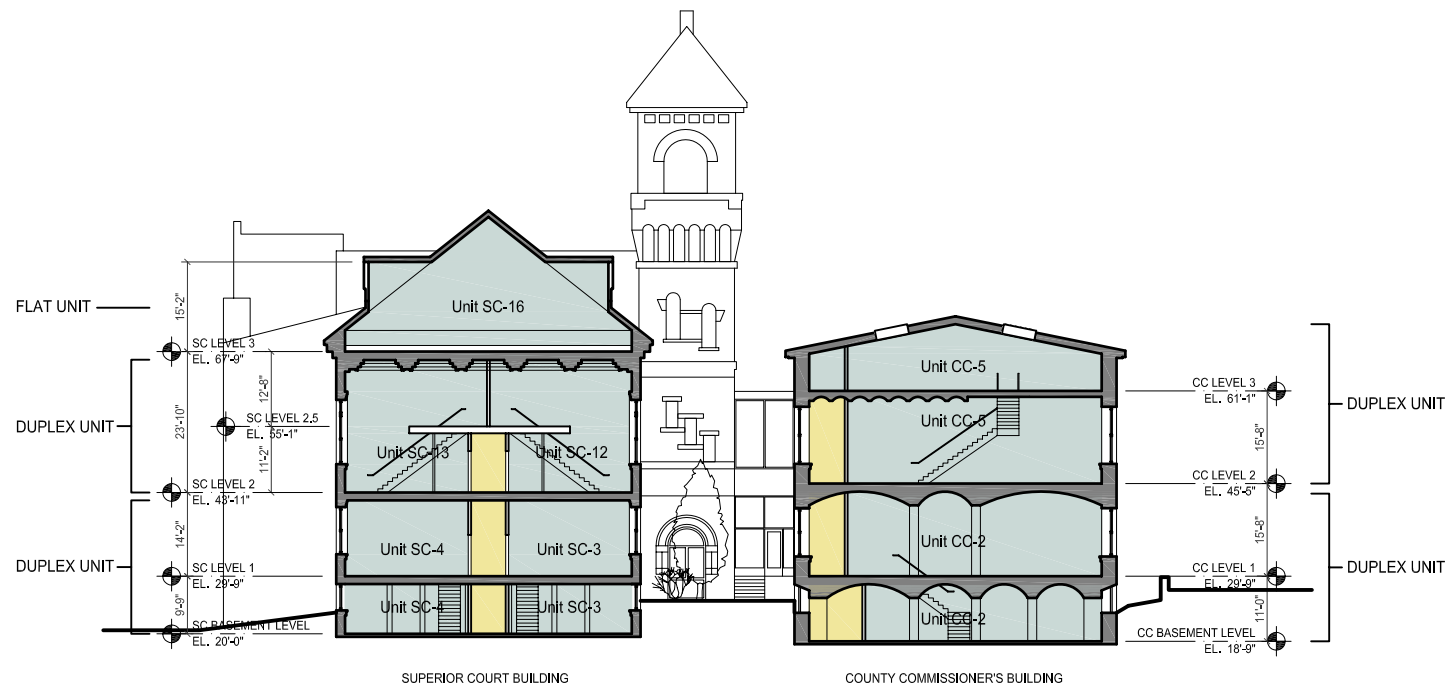 FLAT UNIT
15'-2"
SC LEVEL 3
EL. 67'-9"
DUPLEX UNIT
23'-10"
12'-8"
SC LEVEL 2.5
EL. 55'-1"
11'-2"
SC LEVEL 2
EL. 43'-11"
DUPLEX UNIT
14'-2"
SC LEVEL 1
EL. 29'-9"
9'-9"
SC BASEMENT LEVEL
EL. 20'-0"
Unit SC-16
Unit SC-13
Unit SC-12
Unit SC-4
Unit SC-3
Unit SC-4
Unit SC-3
SUPERIOR COURT BUILDING
Unit CC-5
Unit CC-5
Unit CC-2
Unit CC-2
COUNTY COMMISSIONER'S BUILDING
CC LEVEL 3
EL. 61'-1"
DUPLEX UNIT
15'-8"
CC LEVEL 2
EL. 45'-5"
15'-8"
CC LEVEL 1
EL. 29'-9"
DUPLEX UNIT
11'-0"
CC BASEMENT LEVEL
EL. 18'-9"